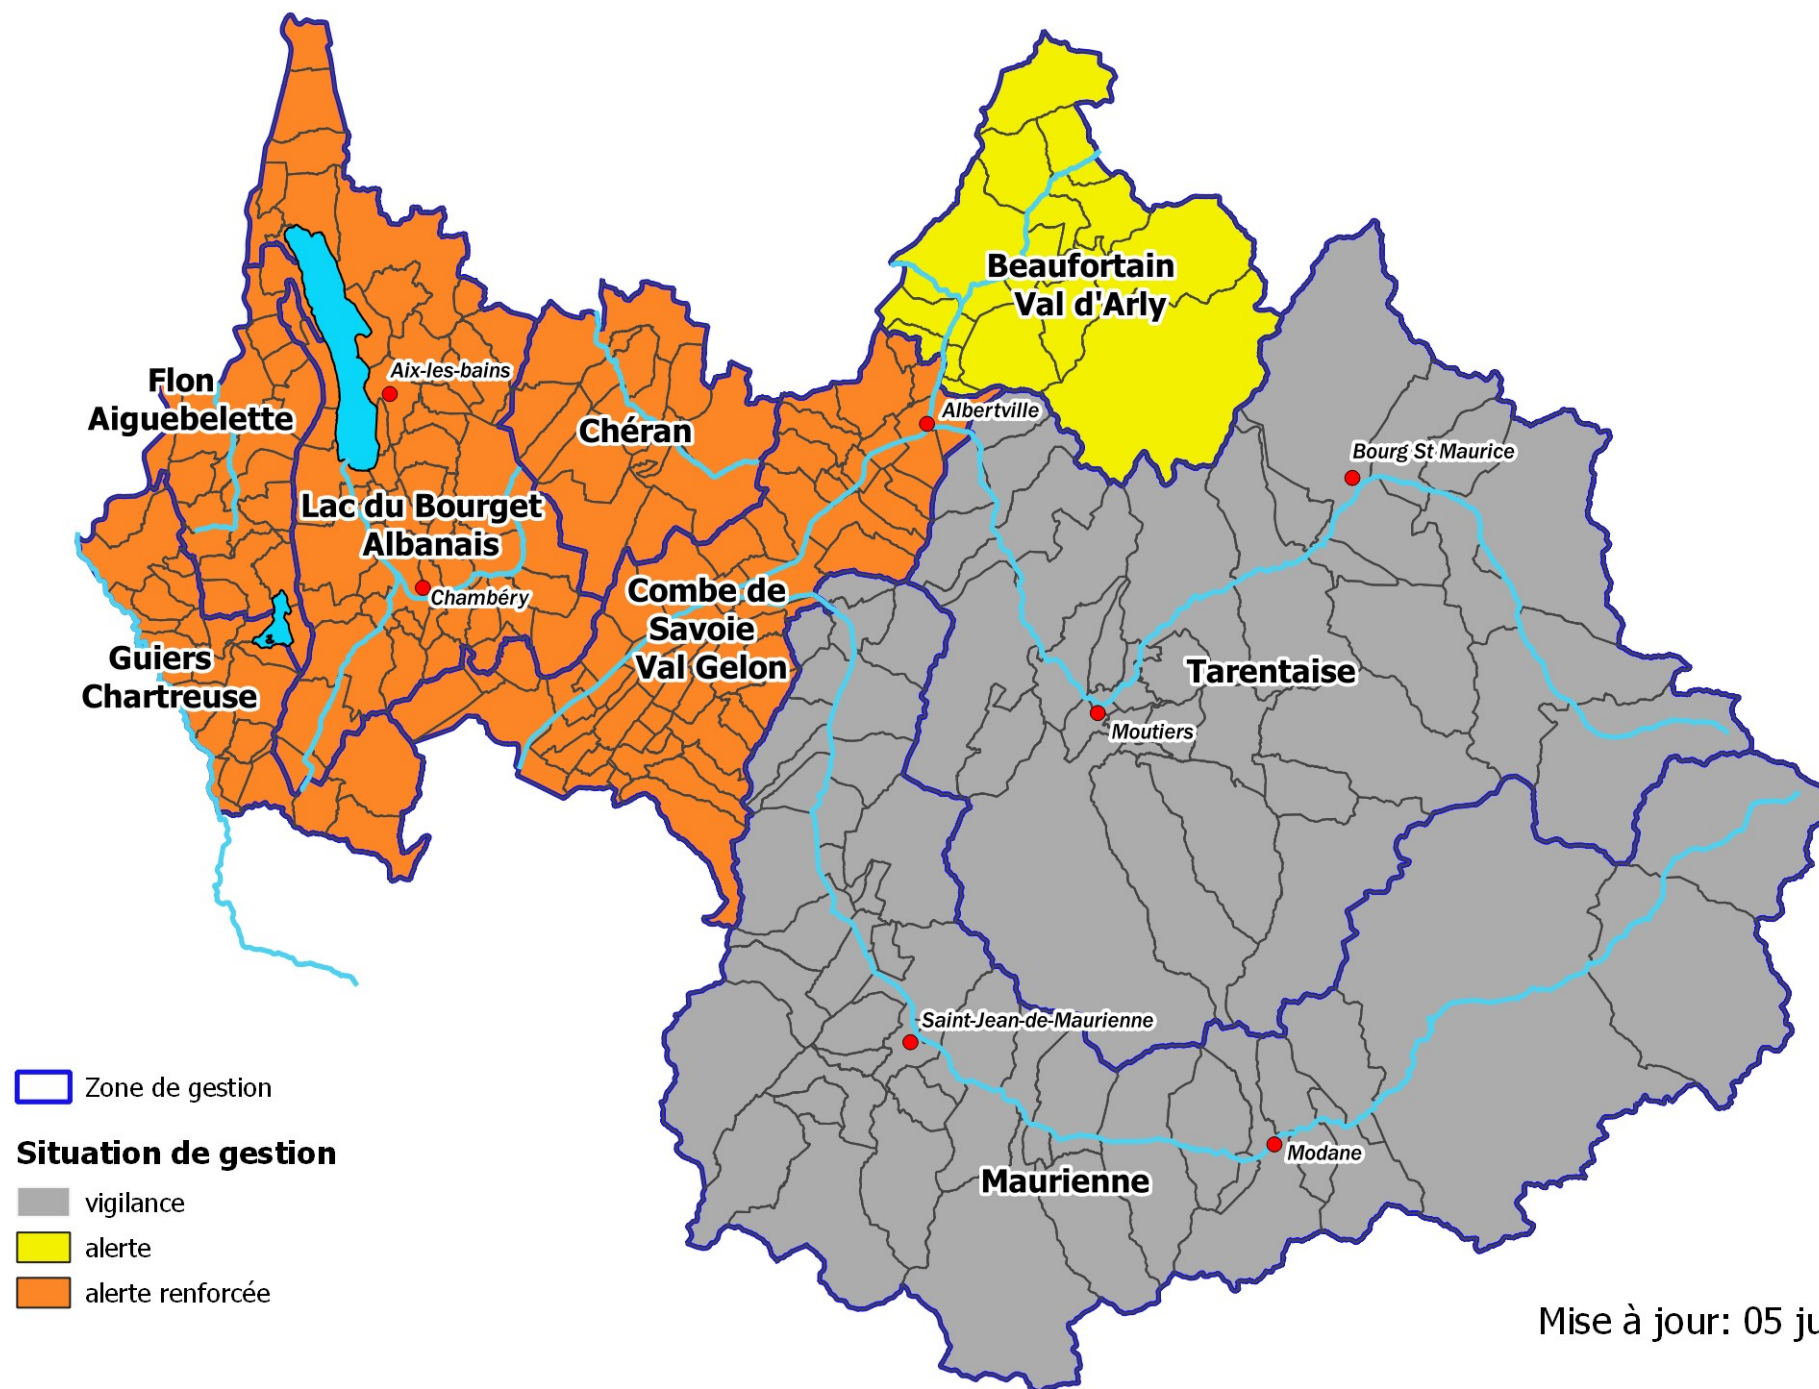 Beaufortain
Val d'Arly
Flon
Aiguebelette
Aix-les-bains
Chéran
Albertville
Bourg St Maurice
Lac du Bourget
Albanais
Chambéry
Combe de
Savoie
Val Gelon
Guiers
Chartreuse
Tarentaise
Moutiers
Saint-Jean-de-Maurienne
Modane
Maurienne
Zone de gestion
Situation de gestion
vigilance
alerte
alerte renforcée
Mise à jour: 05 ju